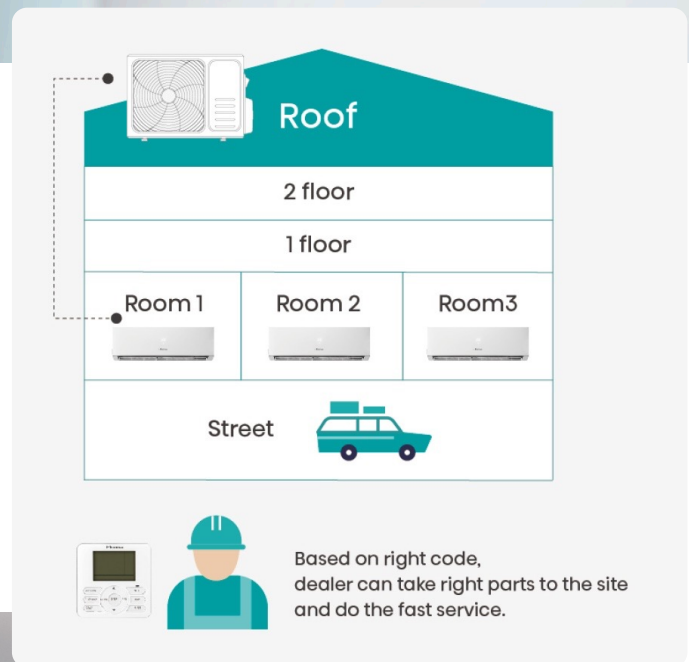 Roof
2 floor
1 floor
Room 1
Room 2
Room3
Street
Based on right code,
dealer can take right parts to the site
and do the fast service.